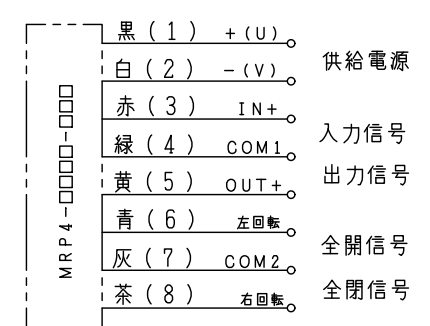 黒(1) +(U)
供給電源
白(2) -(V)
赤(3) IN+
入力信号
緑(4) COM1
黄(5) OUT+
出力信号
青(6) 左回転
全開信号
灰(7) COM2
茶(8) 右回転
全閉信号
MRP4-□□□□-□□□